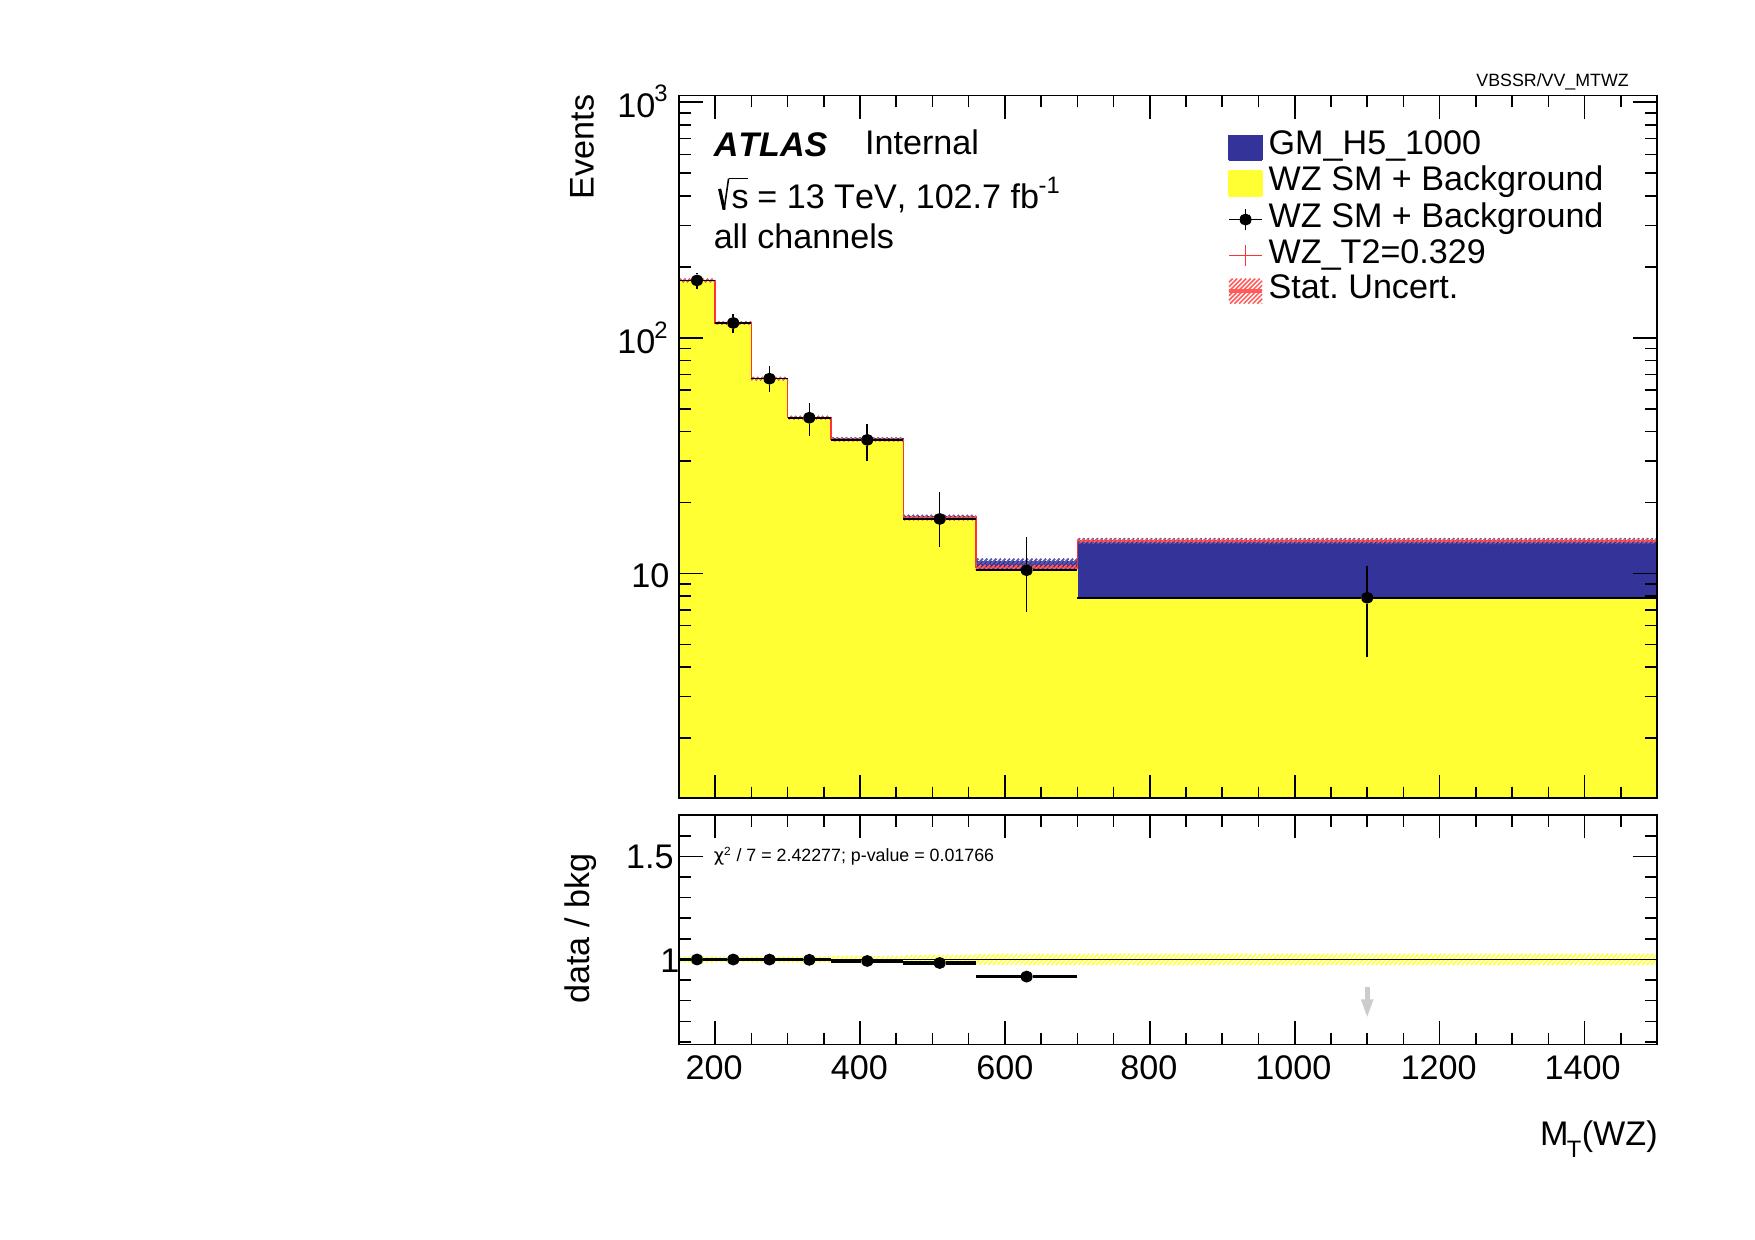 VBSSR/VV_MTWZ
Events
10³
10²
10
ATLAS Internal
√s = 13 TeV, 102.7 fb⁻¹
all channels
GM_H5_1000
WZ SM + Background
WZ SM + Background
WZ_T2=0.329
Stat. Uncert.
data / bkg
1.5
1
χ² / 7 = 2.42277; p-value = 0.01766
200 400 600 800 1000 1200 1400
M_T(WZ)